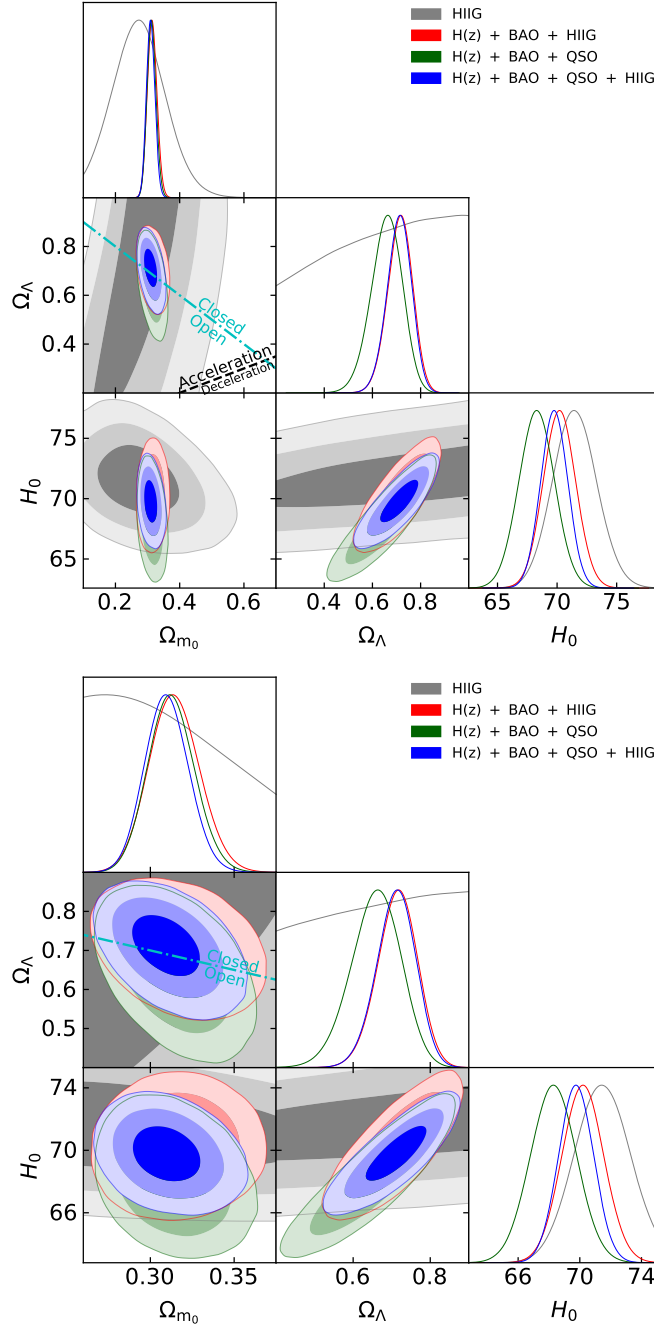 HIIG
H(z) + BAO + HIIG
H(z) + BAO + QSO
H(z) + BAO + QSO + HIIG
0.8
0.6
0.4
Ω_Λ
Closed
Open
Acceleration
Deceleration
75
70
65
H_0
0.2 0.4 0.6
0.4 0.6 0.8
65 70 75
Ω_{m_0}
Ω_Λ
H_0
HIIG
H(z) + BAO + HIIG
H(z) + BAO + QSO
H(z) + BAO + QSO + HIIG
0.8
0.7
0.6
0.5
Ω_Λ
Closed
Open
74
70
66
H_0
0.30 0.35
0.6 0.8
66 70 74
Ω_{m_0}
Ω_Λ
H_0